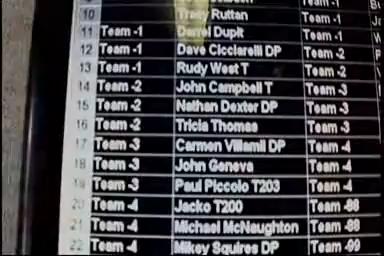 10 Tracy Ruttan Team -1
11 Team -1 Darrel Dupit Team -1
12 Team -1 Dave Cicciarelli DP Team -2
13 Team -1 Rudy West T Team -2
14 Team -2 John Campbell T Team -3
15 Team -2 Nathan Dexter DP Team -3
16 Team -2 Tricia Thomas Team -3
17 Team -3 Carmen Villamil DP Team -4
18 Team -3 John Geneva Team -4
19 Team -3 Paul Piccolo T203 Team -4
20 Team -4 Jacko T200 Team -88
21 Team -4 Michael McNaughton Team -88
22 Team -4 Mikey Squires DP Team -99